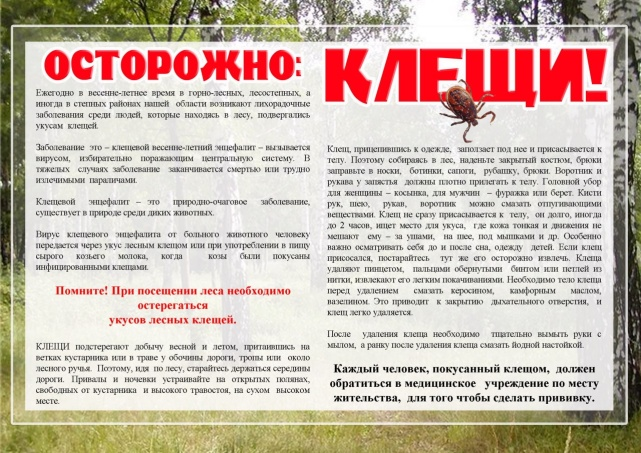 ОСТОРОЖНО: КЛЕЩИ!
Ежегодно в весенне-летнее время в горно-лесных, лесостепных, а
иногда в степных районах нашей области возникают лихорадочные
заболевания среди людей, которые находясь в лесу, подвергались
укусам клещей.
Заболевание это – клещевой весенне-летний энцефалит – вызывается
вирусом, избирательно поражающим центральную систему. В
тяжелых случаях заболевание заканчивается смертью или трудно
излечимыми параличами.
Клещевой энцефалит – это природно-очаговое заболевание,
существует в природе среди диких животных.
Вирус клещевого энцефалита от больного животного человеку
передается через укус лесным клещом или при употреблении в пищу
сырого козьего молока, когда козы были покусаны
инфицированными клещами.
Помните! При посещении леса необходимо
остерегаться
укусов лесных клещей.
КЛЕЩИ подстерегают добычу весной и летом, притаившись на
ветках кустарника или в траве у обочины дороги, тропы или около
лесного ручья. Поэтому, идя по лесу, старайтесь держаться середины
дороги. Привалы и ночевки устраивайте на открытых полянах,
свободных от кустарника и высокого травостоя, на сухом высоком
месте.
Клещ, прицепившись к одежде, заползает под нее и присасывается к
телу. Поэтому собираясь в лес, наденьте закрытый костюм, брюки
заправьте в носки, ботинки, сапоги, рубашку, брюки. Воротник и
рукава у запястья должны плотно прилегать к телу. Головной убор
для женщины – косынка, для мужчин – фуражка или берет. Кисти
рук, шею, рукав, воротник можно смазать отпугивающими
веществами. Клещ не сразу присасывается к телу, он долго, иногда
до 2 часов, ищет место для укуса, где кожа тонкая и движения не
мешают ему – за ушами, на шее, под мышками и др. Особенно
важно осматривать себя до и после сна, одежду детей. Если клещ
присосался, постарайтесь тут же его осторожно извлечь. Клеща
удаляют пинцетом, пальцами обернутыми бинтом или петлей из
нитки, извлекают его легким покачиваниями. Необходимо тело клеща
перед удалением смазать керосином, камфорным маслом,
вазелином. Это приводит к закрытию дыхательного отверстия, и
клещ легко удаляется.
После удаления клеща необходимо тщательно вымыть руки с
мылом, а ранку после удаления клеща смазать йодной настойкой.
Каждый человек, покусанный клещом, должен
обратиться в медицинское учреждение по месту
жительства, для того чтобы сделать прививку.